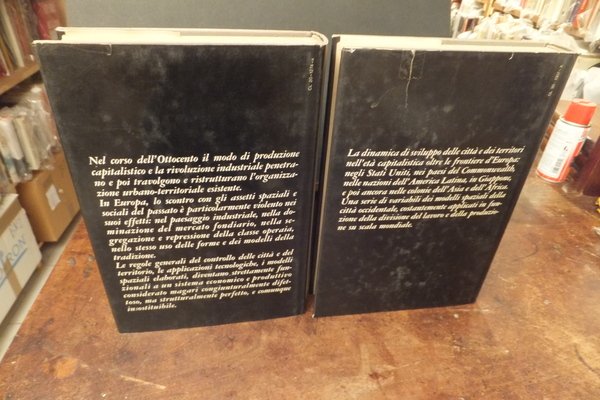 Nel corso dell'Ottocento il modo di produzione
capitalistico e la rivoluzione industriale penetra-
no e poi travolgono e ristrutturano l'organizza-
zione urbano-territoriale esistente.
In Europa, lo scontro con gli assetti spaziali e
sociali del passato è particolarmente violento nei
suoi effetti: nel paesaggio industriale, nella do-
minazione del mercato fondiario, nella se-
gregazione e repressione della classe operaia,
nello stesso uso delle forme e dei modelli della
tradizione.
Le regole generali del controllo delle città e del
territorio, le applicazioni tecnologiche, i modelli
spaziali elaborati, diventano strettamente fun-
zionali a un sistema economico e produttivo
considerato magari congiunturalmente difet-
toso, ma strutturalmente perfetto, e comunque
insostituibile.
La dinamica di sviluppo delle città e dei territori
nell'età capitalistica oltre le frontiere d'Europa:
negli Stati Uniti, nei paesi del Commonwealth,
nelle nazioni dell'America Latina, in Giappone,
e poi ancora nelle colonie dell'Asia e dell'Africa.
Una serie di variabili dei modelli spaziali della
città occidentale, costantemente applicati in fun-
zione della divisione del lavoro e della produzio-
ne su scala mondiale.